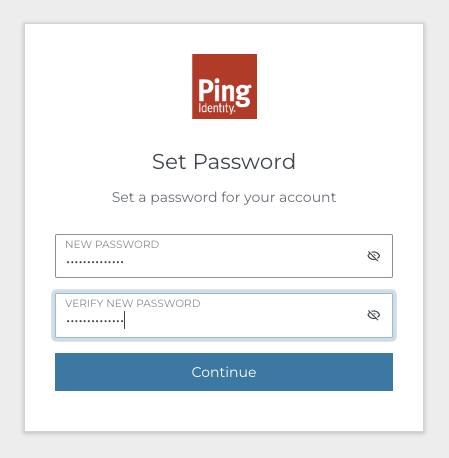 Ping
Identity.
Set Password
Set a password for your account
NEW PASSWORD
••••••••••••••
VERIFY NEW PASSWORD
••••••••••••••
Continue